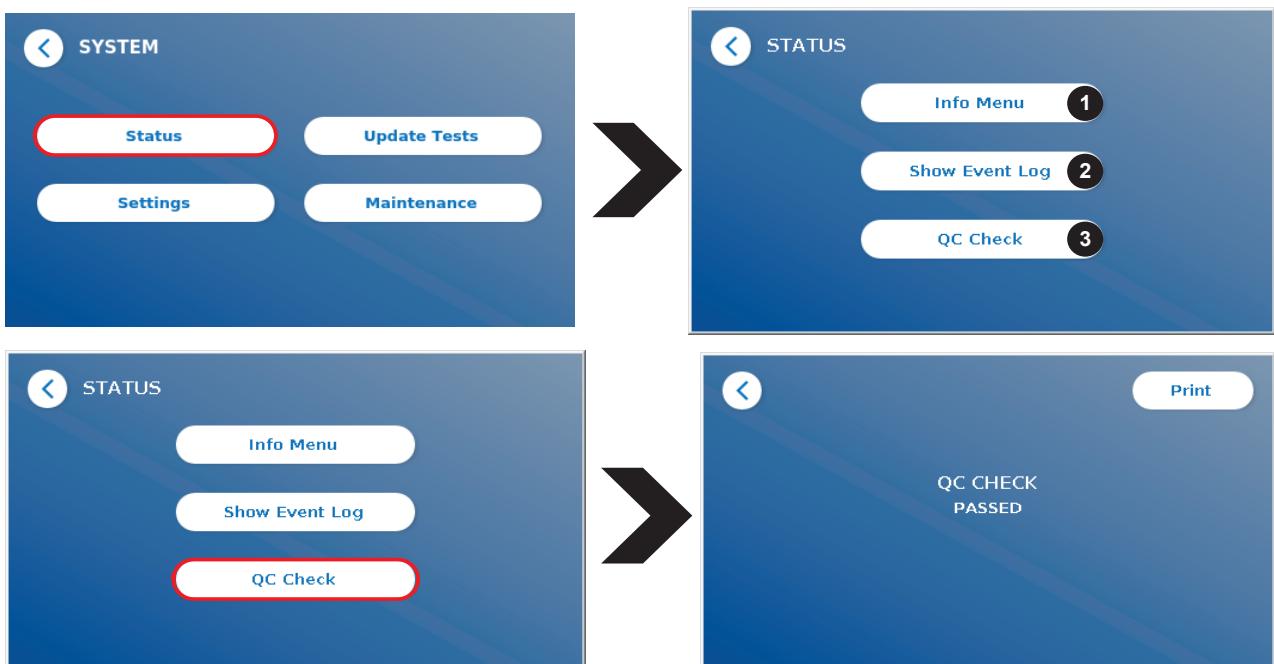 SYSTEM
Status
Update Tests
Settings
Maintenance
STATUS
Info Menu 1
Show Event Log 2
QC Check 3
STATUS
Info Menu
Show Event Log
QC Check
Print
QC CHECK
PASSED